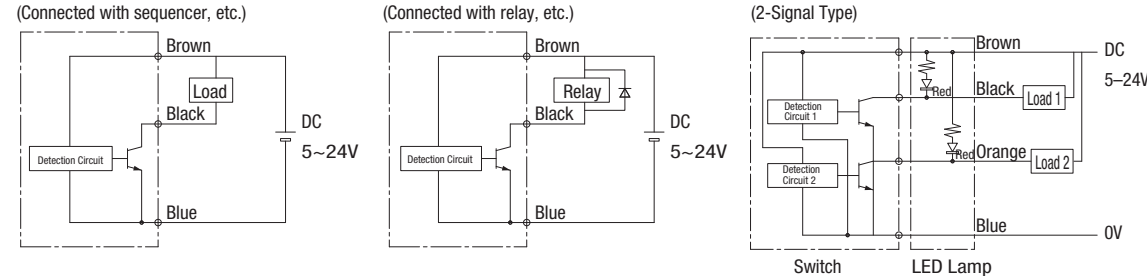 (Connected with sequencer, etc.)
Brown
Load
Black
Detection Circuit
DC
5~24V
Blue
(Connected with relay, etc.)
Brown
Relay
Black
Detection Circuit
DC
5~24V
Blue
(2-Signal Type)
Brown
DC
5–24V
Red
Black
Load 1
Detection
Circuit 1
Red
Orange
Load 2
Detection
Circuit 2
Blue
0V
Switch
LED Lamp